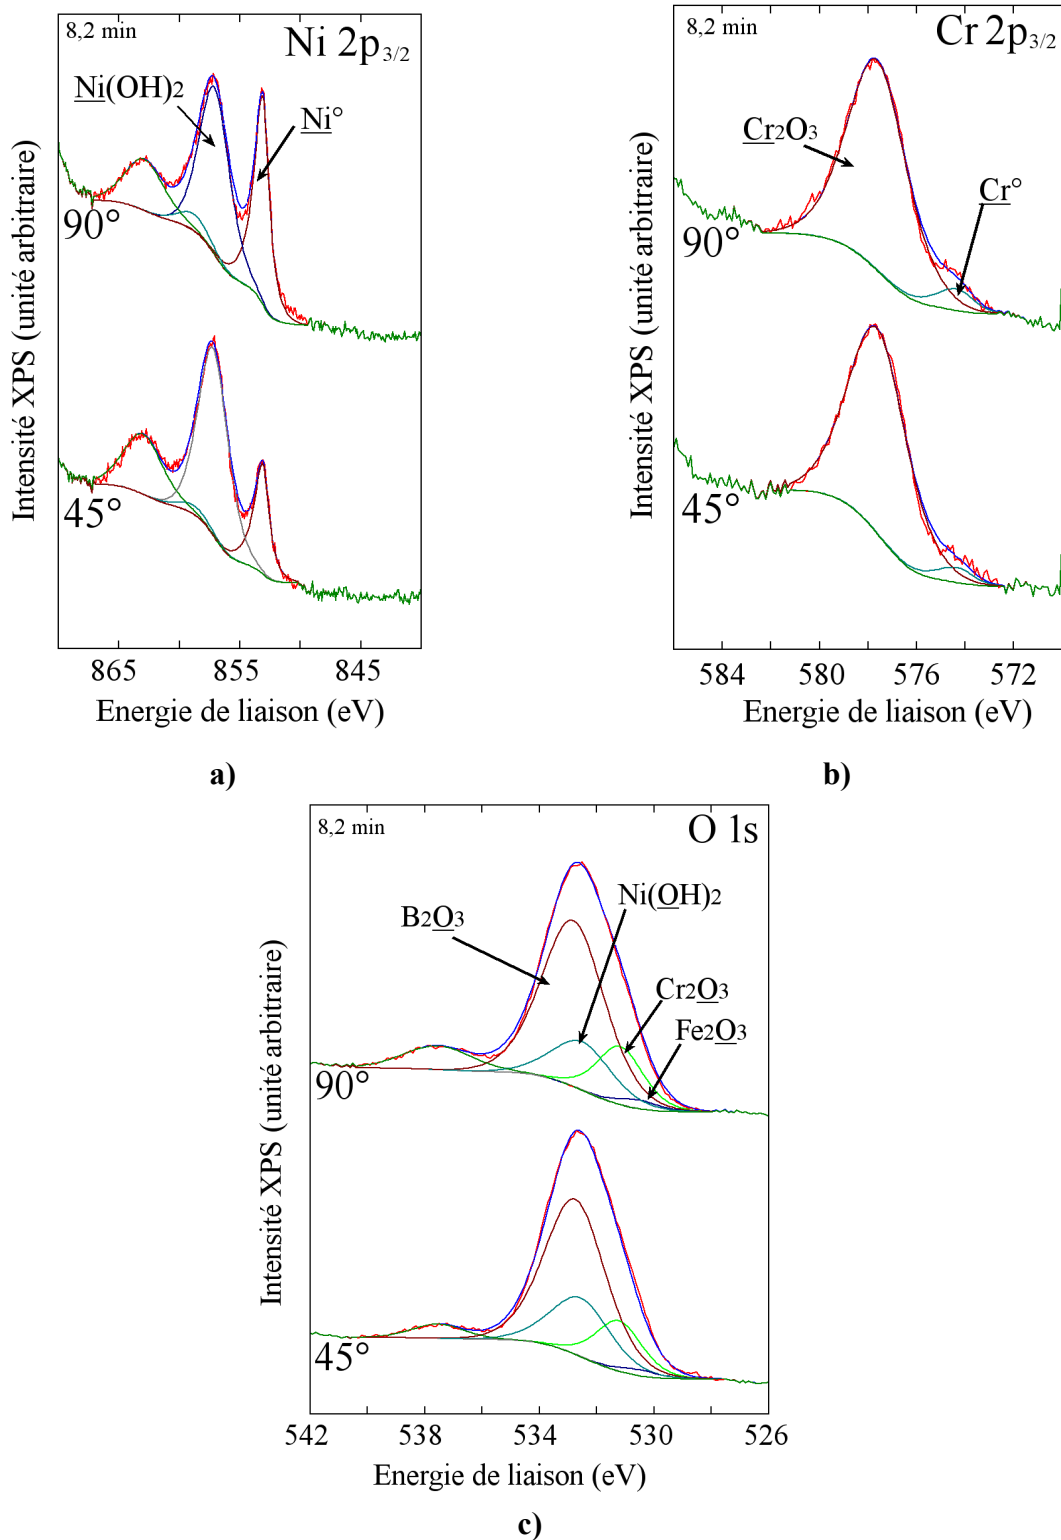 8,2 min
Ni 2p3/2
Ni(OH)2
Ni°
90°
45°
Intensité XPS (unité arbitraire)
865 855 845
Energie de liaison (eV)
a)
8,2 min
Cr 2p3/2
Cr2O3
Cr°
90°
45°
Intensité XPS (unité arbitraire)
584 580 576 572
Energie de liaison (eV)
b)
8,2 min
O 1s
Ni(OH)2
B2O3
Cr2O3
Fe2O3
90°
45°
Intensité XPS (unité arbitraire)
542 538 534 530 526
Energie de liaison (eV)
c)